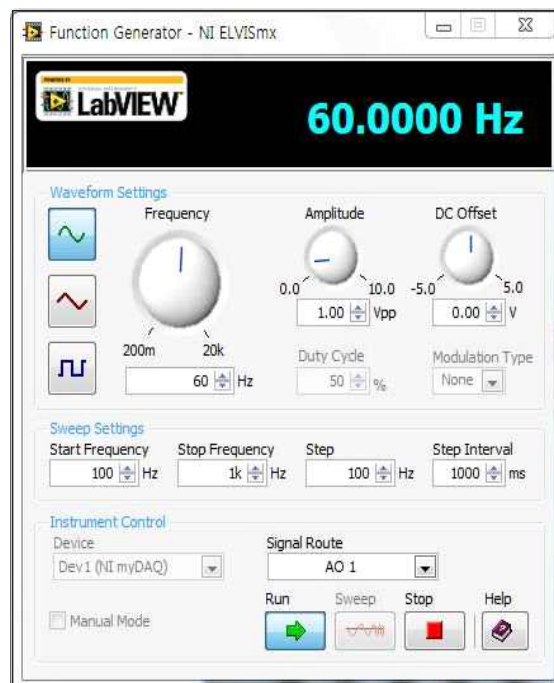 Function Generator - NI ELVISmx
LabVIEW
60.0000 Hz
Waveform Settings
Frequency
Amplitude
DC Offset
0.0 10.0
-5.0 5.0
1.00 Vpp
0.00 V
200m 20k
60 Hz
Duty Cycle
50 %
Modulation Type
None
Sweep Settings
Start Frequency
Stop Frequency
Step
Step Interval
100 Hz
1k Hz
100 Hz
1000 ms
Instrument Control
Device
Signal Route
Dev1 (NI myDAQ)
AO 1
Run
Sweep
Stop
Help
Manual Mode